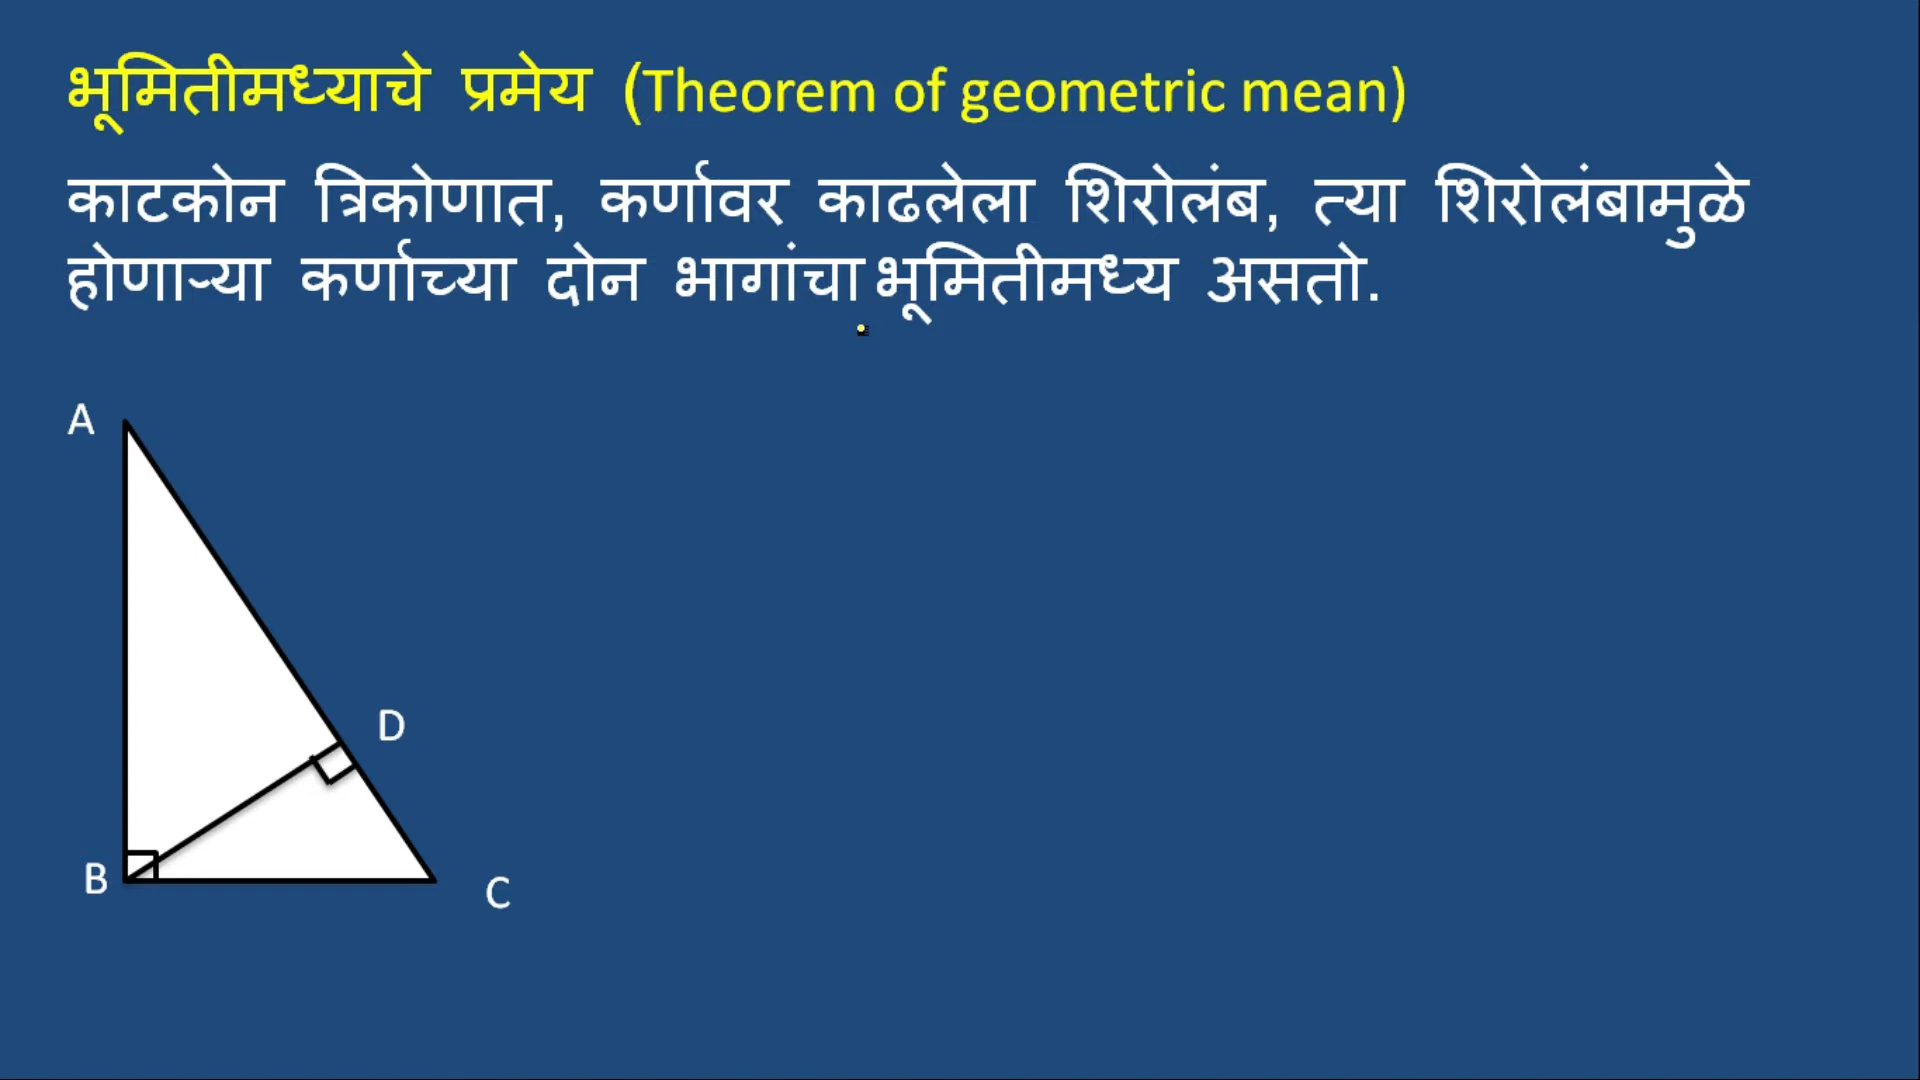 भूमितीमध्याचे प्रमेय (Theorem of geometric mean)
काटकोन त्रिकोणात, कर्णावर काढलेला शिरोलंब, त्या शिरोलंबामुळे
होणाऱ्या कर्णाच्या दोन भागांचा भूमितीमध्य असतो.
A
D
B
C